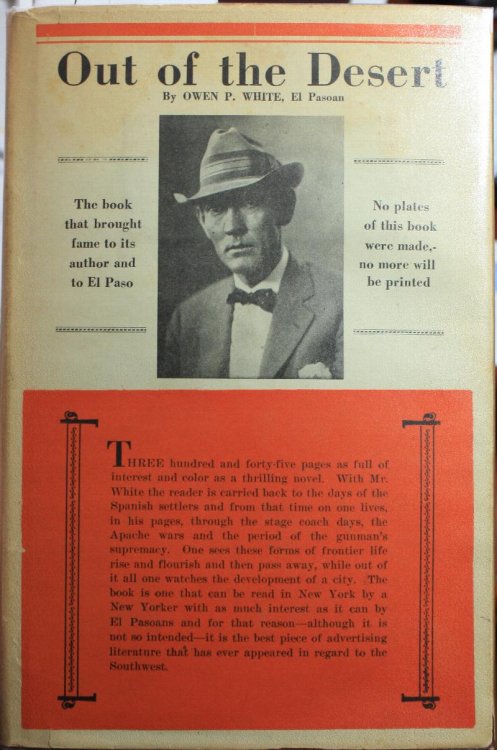 Out of the Desert
By OWEN P. WHITE, El Pasoan
The book
that brought
fame to its
author and
to El Paso
No plates
of this book
were made,-
no more will
be printed
THREE hundred and forty-five pages as full of
interest and color as a thrilling novel. With Mr.
White the reader is carried back to the days of the
Spanish settlers and from that time on one lives,
in his pages, through the stage coach days, the
Apache wars and the period of the gunman's
supremacy. One sees these forms of frontier life
rise and flourish and then pass away, while out of
it all one watches the development of a city. The
book is one that can be read in New York by a
New Yorker with as much interest as it can by
El Pasoans and for that reason—although it is
not so intended—it is the best piece of advertising
literature that has ever appeared in regard to the
Southwest.